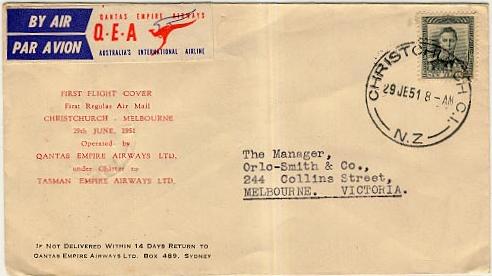 BY AIR
PAR AVION
QANTAS EMPIRE AIRWAYS
Q.E.A
AUSTRALIA'S INTERNATIONAL AIRLINE
CHRISTCHURCH C.I.
29 JE 51 8 - AM
N.Z
FIRST FLIGHT COVER
First Regular Air Mail
CHRISTCHURCH - MELBOURNE
29th JUNE, 1951
Operated by
QANTAS EMPIRE AIRWAYS LTD.
under Charter to
TASMAN EMPIRE AIRWAYS LTD.
The Manager,
Orlo-Smith & Co.,
244 Collins Street,
MELBOURNE. VICTORIA.
IF NOT DELIVERED WITHIN 14 DAYS RETURN TO
QANTAS EMPIRE AIRWAYS LTD. BOX 489, SYDNEY